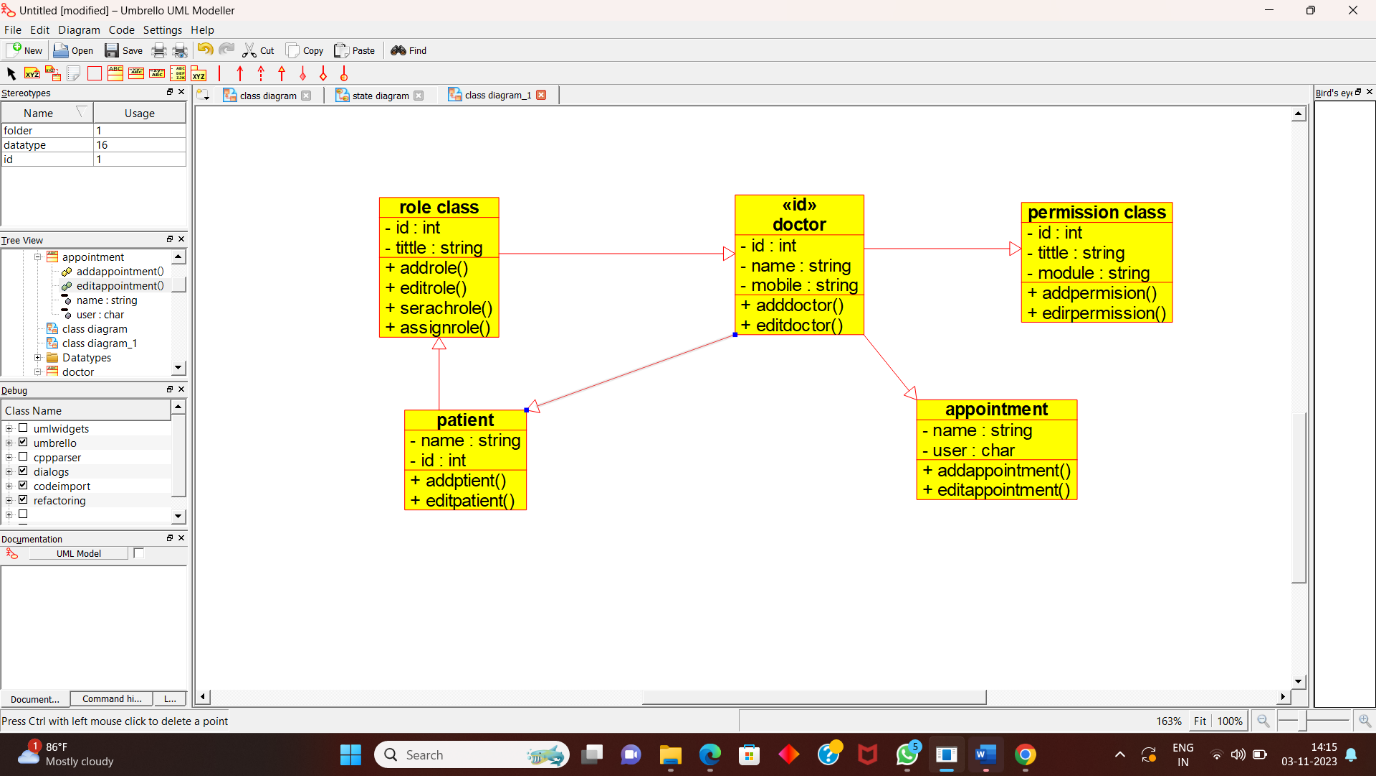 Untitled [modified] – Umbrello UML Modeller
File Edit Diagram Code Settings Help
New Open Save Cut Copy Paste Find
Stereotypes
Name Usage
folder 1
datatype 16
id 1
Tree View
appointment
addappointment()
editappointment()
name : string
user : char
class diagram
class diagram_1
Datatypes
doctor
Debug
Class Name
umlwidgets
umbrello
cppparser
dialogs
codeimport
refactoring
Documentation
UML Model
Document... Command hi... L...
class diagram state diagram class diagram_1
Bird's eye
role class
- id : int
- tittle : string
+ addrole()
+ editrole()
+ serachrole()
+ assignrole()
«id»
doctor
- id : int
- name : string
- mobile : string
+ adddoctor()
+ editdoctor()
permission class
- id : int
- tittle : string
- module : string
+ addpermision()
+ edirpermission()
patient
- name : string
- id : int
+ addptient()
+ editpatient()
appointment
- name : string
- user : char
+ addappointment()
+ editappointment()
Press Ctrl with left mouse click to delete a point
163% Fit 100%
1
86°F
Mostly cloudy
Search
5
ENG
IN
14:15
03-11-2023